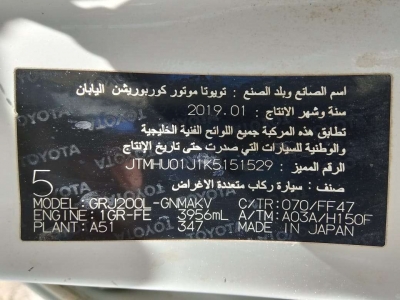 اسم الصانع وبلد الصنع : تويوتا موتور كوربوريشن اليابان
سنة وشهر الانتاج : 2019.01
تطابق هذه المركبة جميع اللوائح الفنية الخليجية
والوطنية للسيارات التي صدرت حتى تاريخ الإنتاج
الرقم المميز : JTMHU01J1K5151529
صنف : سيارة ركاب متعددة الاغراض
5
MODEL: GRJ200L-GNMAKV C/TR: 070/FF47
ENGINE: 1GR-FE 3956mL A/TM: A03A/H150F
PLANT: A51 347 MADE IN JAPAN